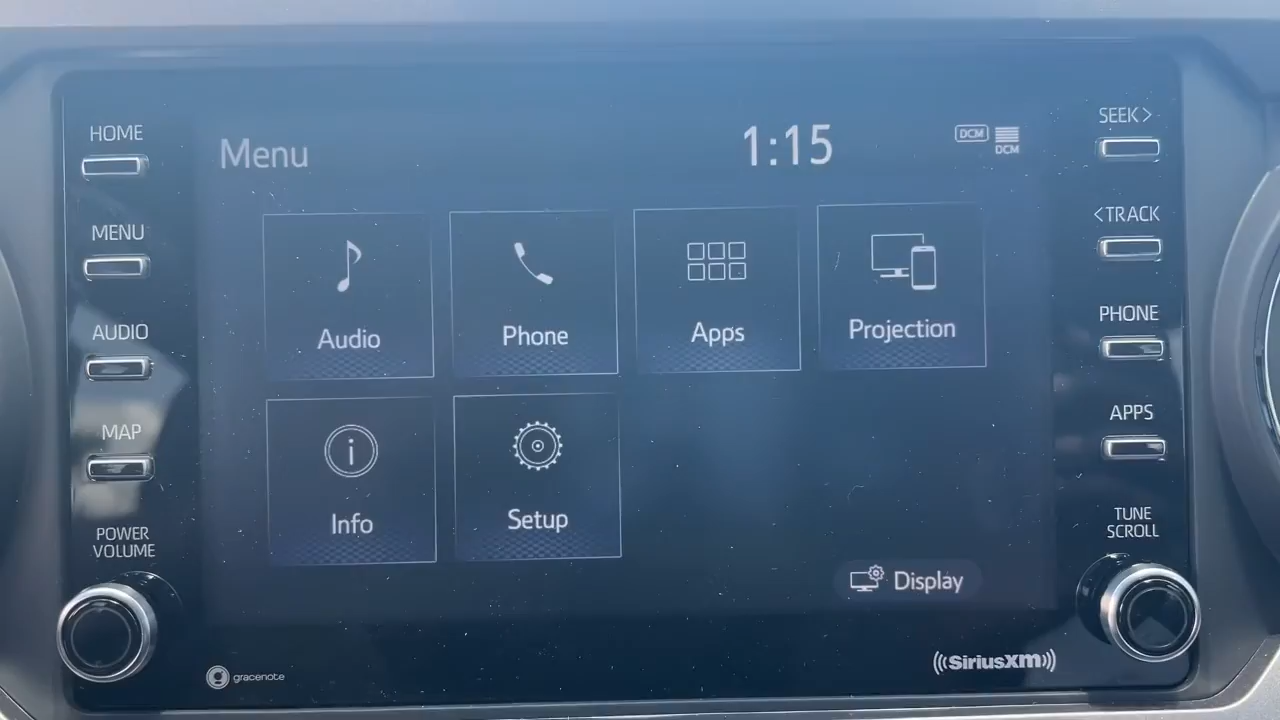 HOME
MENU
AUDIO
MAP
POWER
VOLUME
Menu
1:15
DCM
DCM
Audio
Phone
Apps
Projection
Info
Setup
Display
gracenote
SiriusXM
SEEK>
<TRACK
PHONE
APPS
TUNE
SCROLL